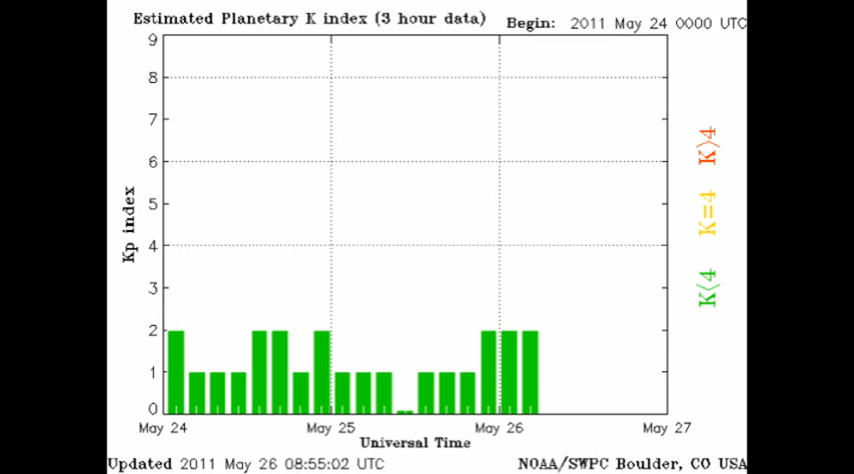 Estimated Planetary K index (3 hour data)
Begin: 2011 May 24 0000 UTC
9
8
7
6
5
4
3
2
1
0
Kp index
K>4
K=4
K<4
May 24
May 25
May 26
May 27
Universal Time
Updated 2011 May 26 08:55:02 UTC
NOAA/SWPC Boulder, CO USA